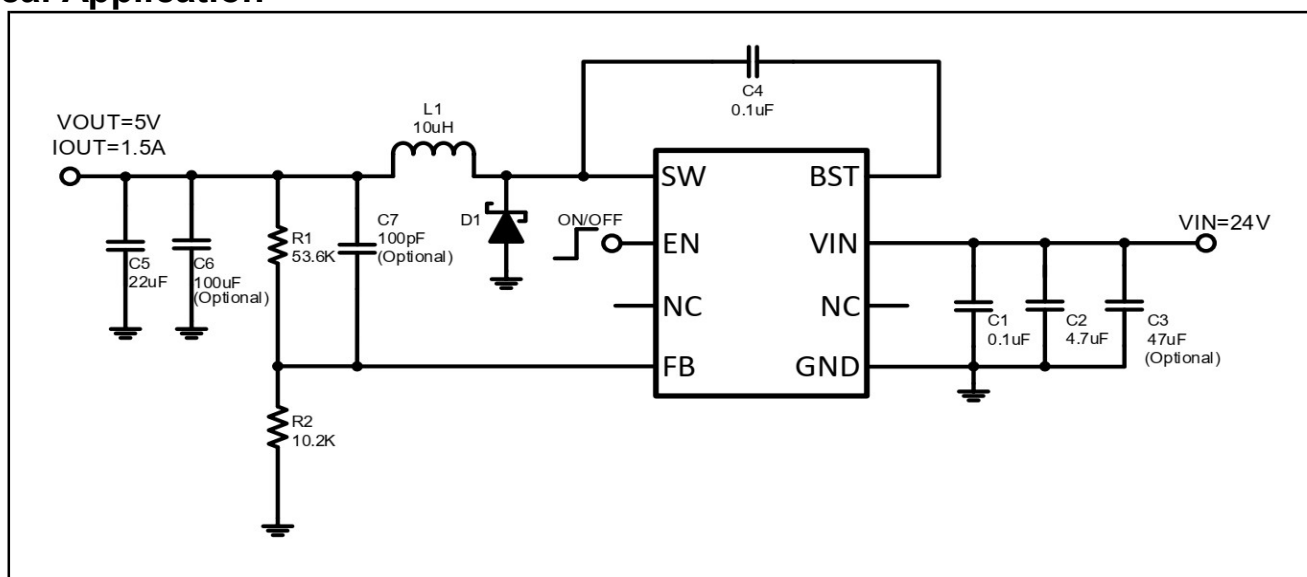 Application
C4
0.1uF
L1
10uH
VOUT=5V
IOUT=1.5A
SW
BST
D1
ON/OFF
EN
VIN
VIN=24V
C7
100pF
(Optional)
R1
53.6K
C5
22uF
C6
100uF
(Optional)
NC
NC
C1
0.1uF
C2
4.7uF
C3
47uF
(Optional)
FB
GND
R2
10.2K